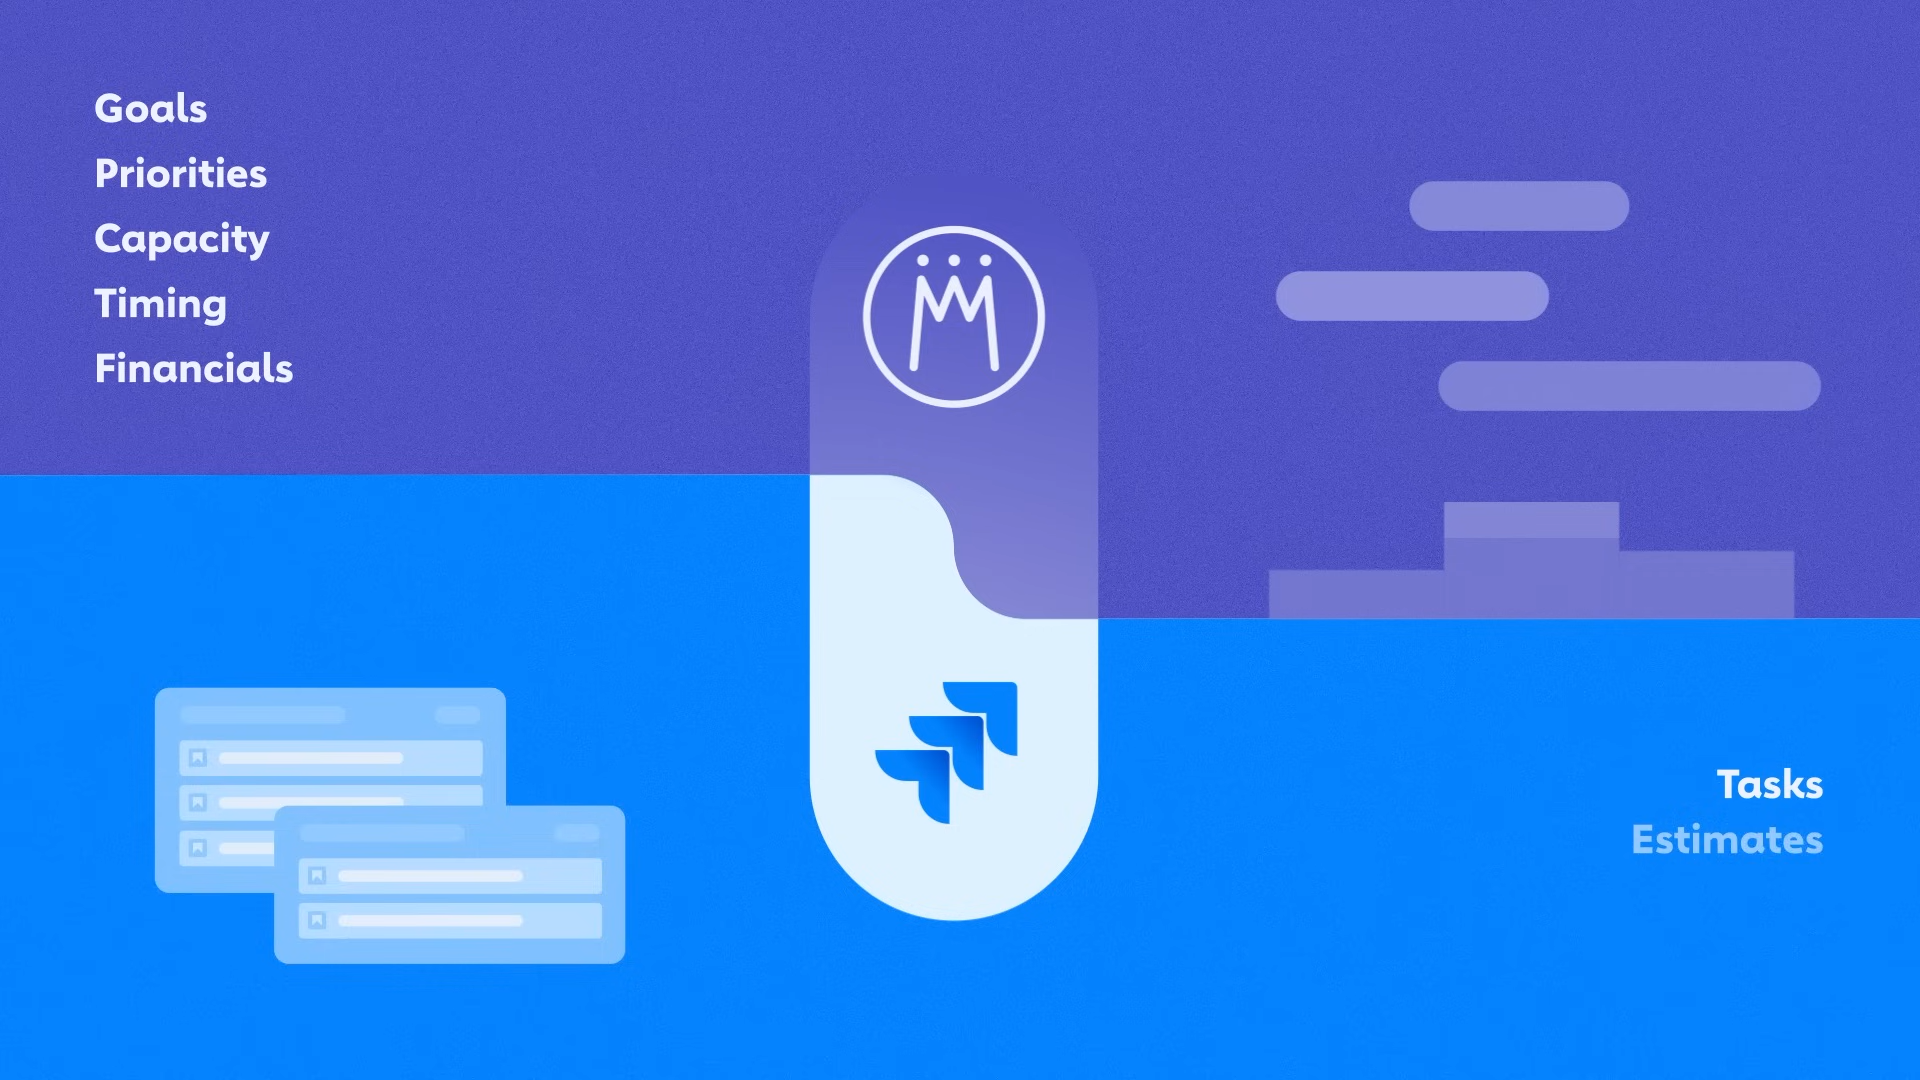 Goals
Priorities
Capacity
Timing
Financials
Tasks
Estimates